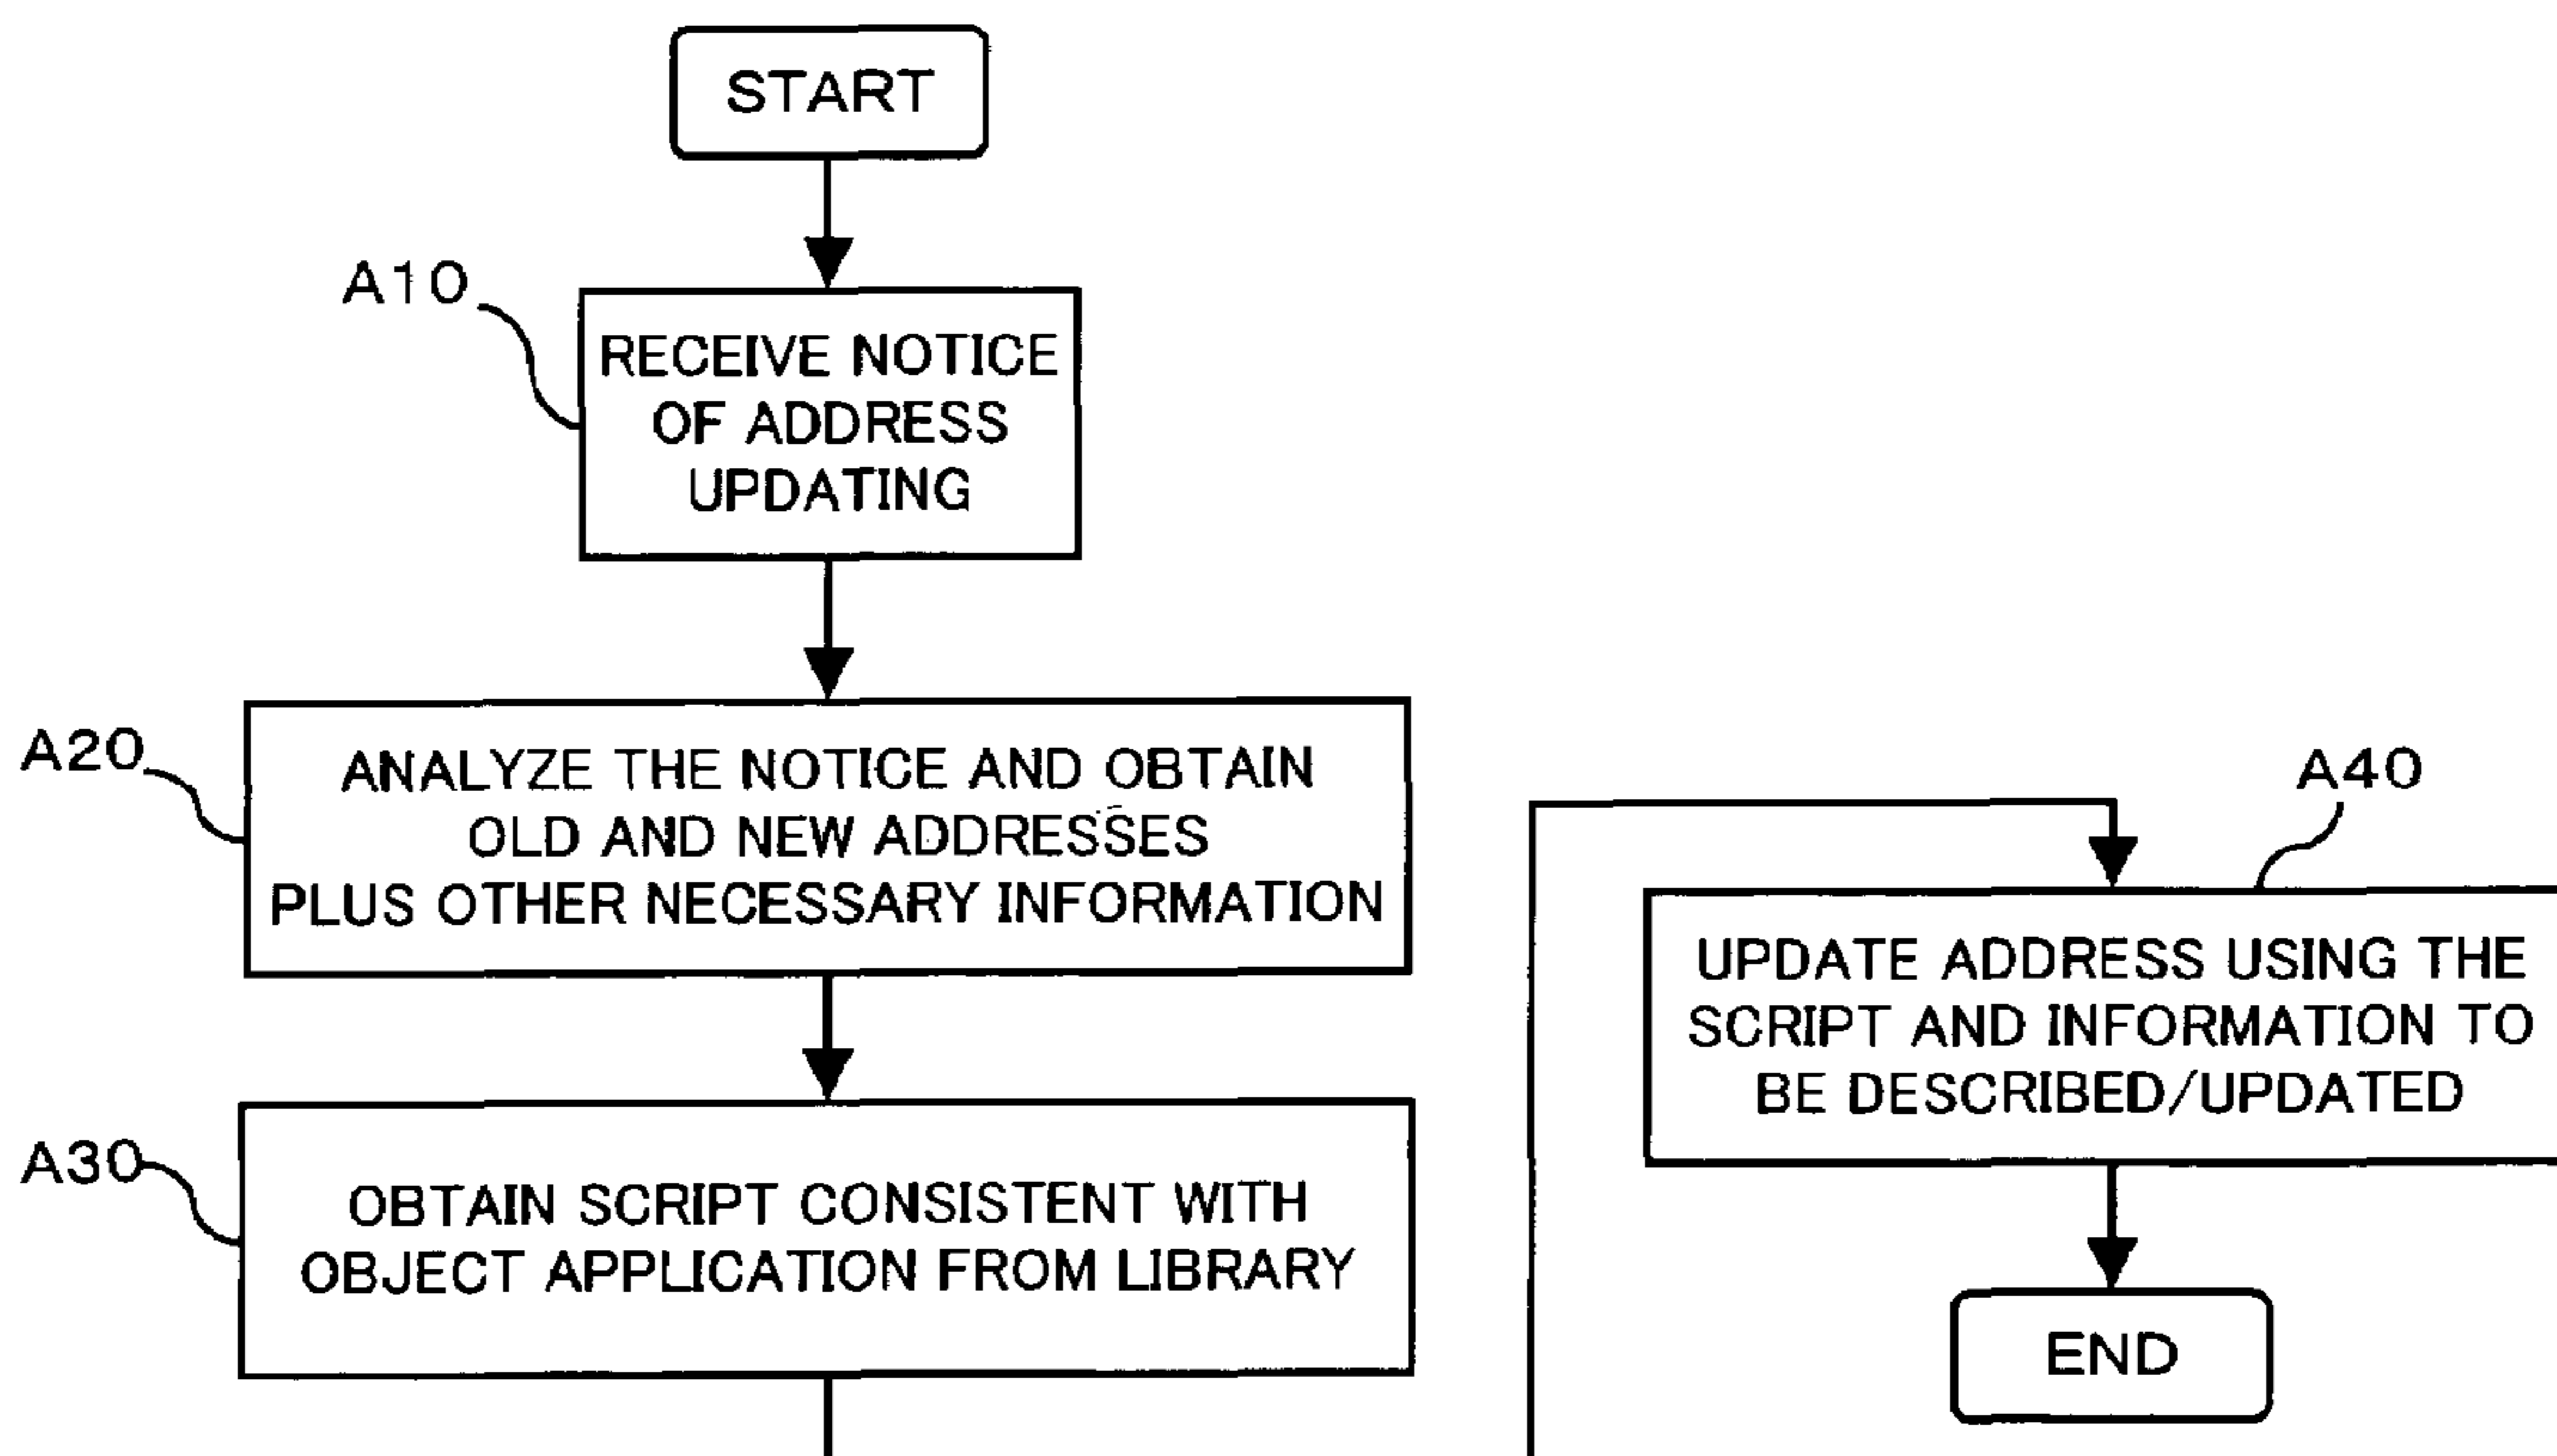 START
A10
RECEIVE NOTICE
OF ADDRESS
UPDATING
A20
ANALYZE THE NOTICE AND OBTAIN
OLD AND NEW ADDRESSES
PLUS OTHER NECESSARY INFORMATION
A30
OBTAIN SCRIPT CONSISTENT WITH
OBJECT APPLICATION FROM LIBRARY
A40
UPDATE ADDRESS USING THE
SCRIPT AND INFORMATION TO
BE DESCRIBED/UPDATED
END